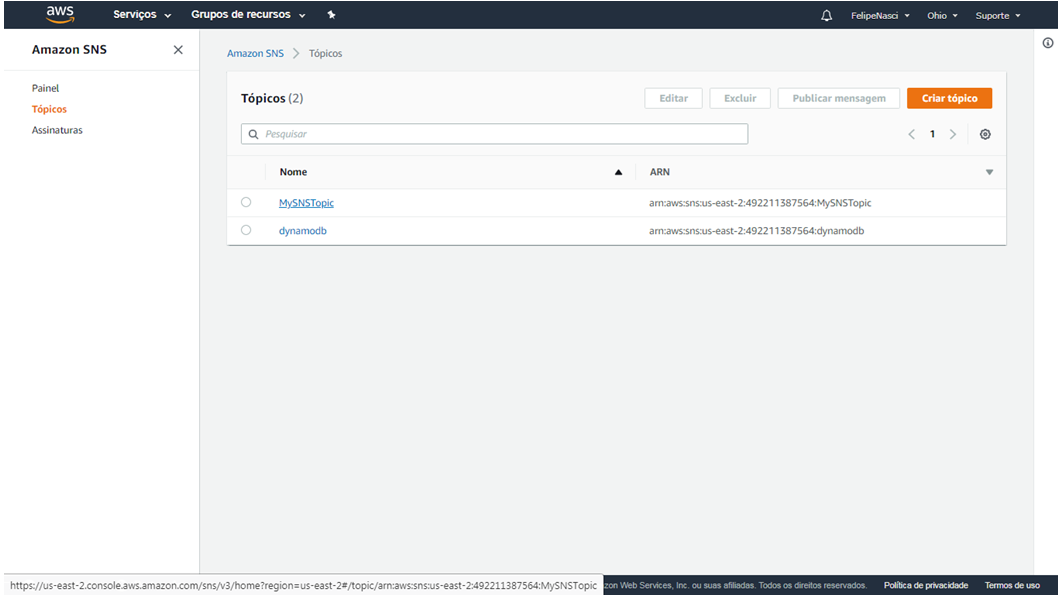 aws Serviços Grupos de recursos FelipeNasci Ohio Suporte
Amazon SNS
Painel
Tópicos
Assinaturas
Amazon SNS Tópicos
Tópicos (2) Editar Excluir Publicar mensagem Criar tópico
Pesquisar 1
Nome ARN
MySNSTopic arn:aws:sns:us-east-2:492211387564:MySNSTopic
dynamodb arn:aws:sns:us-east-2:492211387564:dynamodb
https://us-east-2.console.aws.amazon.com/sns/v3/home?region=us-east-2#/topic/arn:aws:sns:us-east-2:492211387564:MySNSTopic zon Web Services, Inc. ou suas afiliadas. Todos os direitos reservados. Política de privacidade Termos de uso